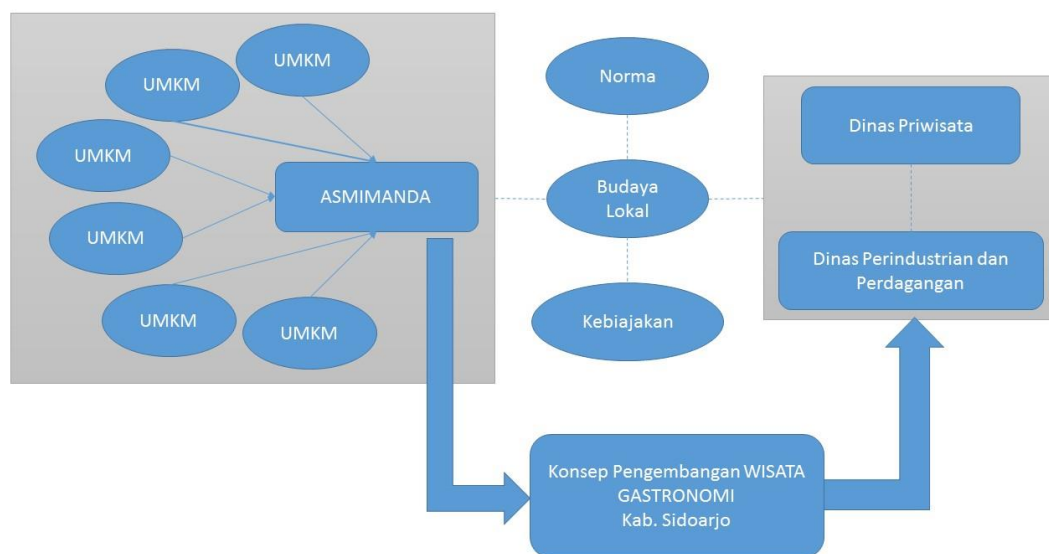 UMKM
UMKM
UMKM
UMKM
UMKM
UMKM
ASMIMANDA
Norma
Budaya
Lokal
Kebiajakan
Dinas Priwisata
Dinas Perindustrian dan
Perdagangan
Konsep Pengembangan WISATA
GASTRONOMI
Kab. Sidoarjo